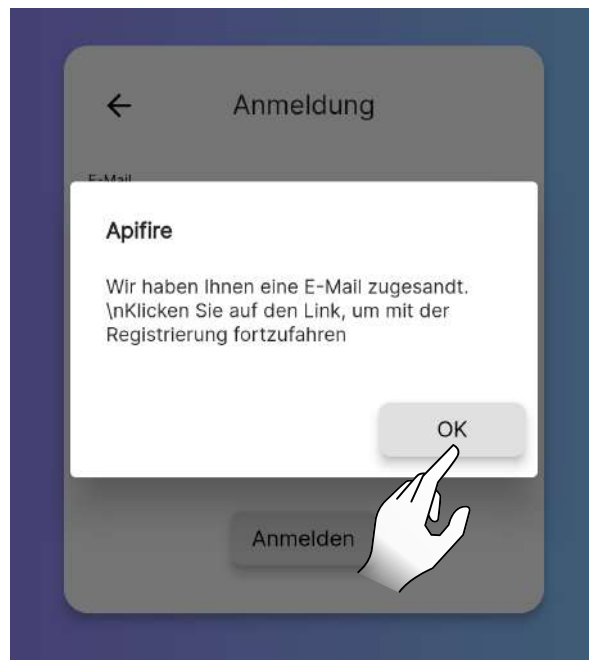 Anmeldung
E-Mail
Apifire
Wir haben Ihnen eine E-Mail zugesandt.
\nKlicken Sie auf den Link, um mit der
Registrierung fortzufahren
OK
Anmelden